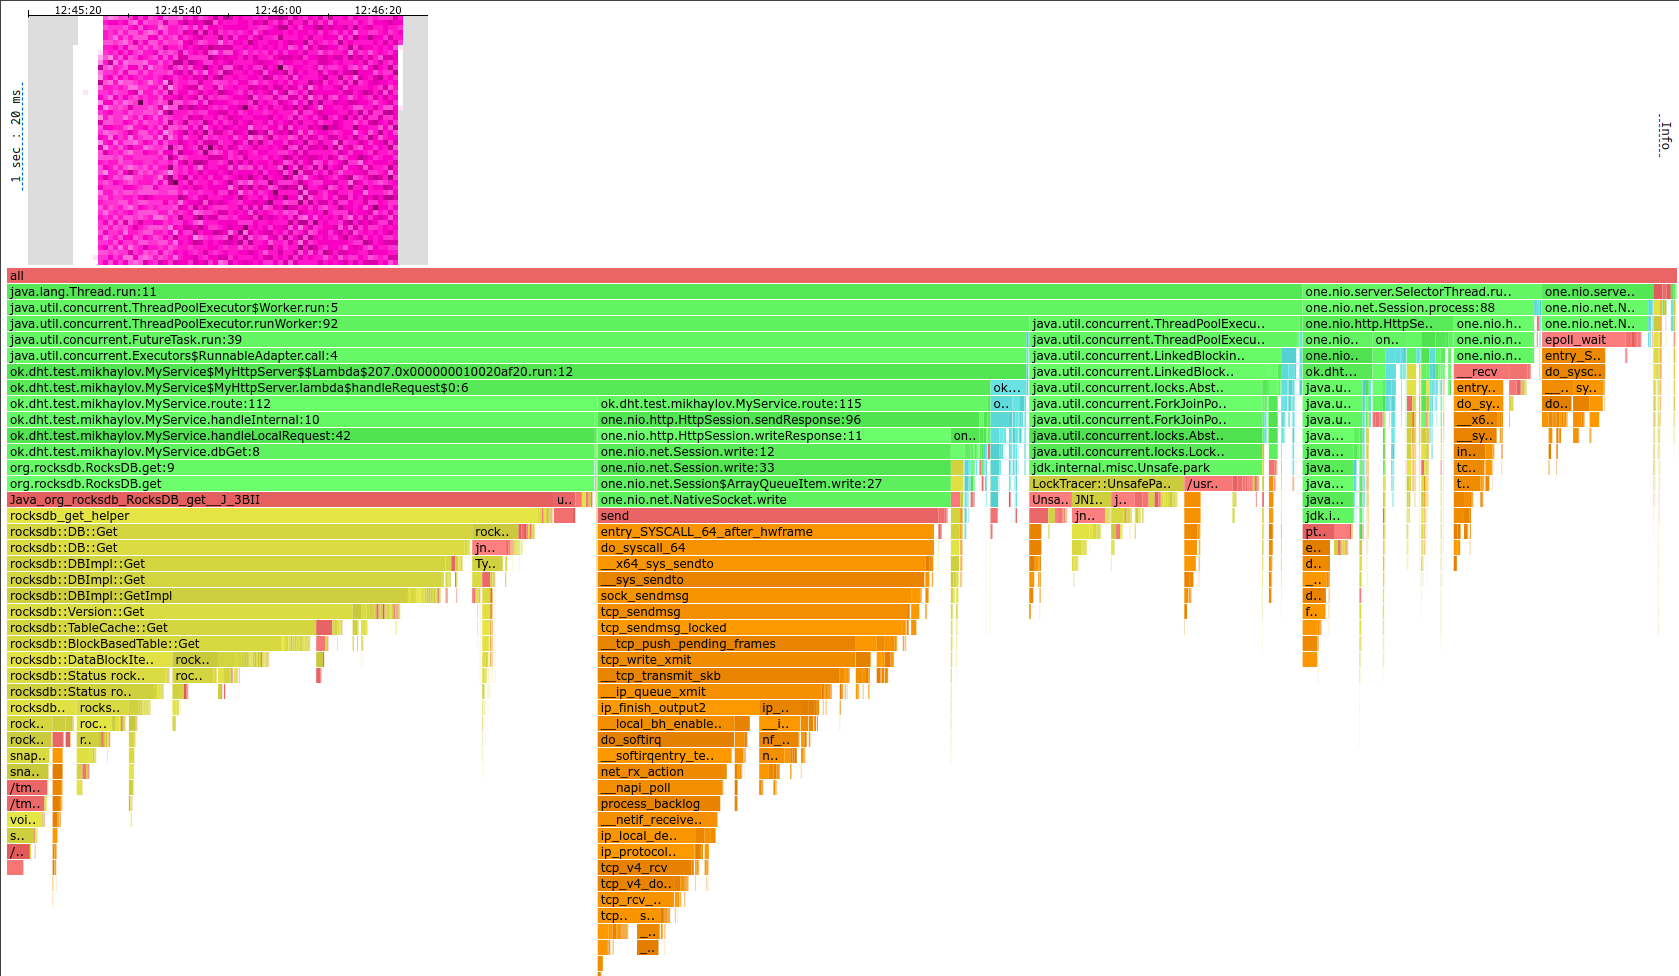 12:45:20 12:45:40 12:46:00 12:46:20
1 sec : 20 ms
Info
all
java.lang.Thread.run:11 one.nio.server.SelectorThread.ru.. one.nio.serve..
java.util.concurrent.ThreadPoolExecutor$Worker.run:5 one.nio.net.Session.process:88 one.nio.net.N..
java.util.concurrent.ThreadPoolExecutor.runWorker:92 java.util.concurrent.ThreadPoolExecu.. one.nio.http.HttpSe.. one.nio.h.. one.nio.net.N..
java.util.concurrent.FutureTask.run:39 java.util.concurrent.ThreadPoolExecu.. one.nio.. on.. one.nio.n.. epoll_wait
java.util.concurrent.Executors$RunnableAdapter.call:4 java.util.concurrent.LinkedBlockin.. one.nio.. one.nio.n.. entry_S..
ok.dht.test.mikhaylov.MyService$MyHttpServer$$Lambda$207.0x000000010020af20.run:12 java.util.concurrent.LinkedBlock.. ok.dht... __recv do_sysc..
ok.dht.test.mikhaylov.MyService$MyHttpServer.lambda$handleRequest$0:6 ok... java.util.concurrent.locks.Abst.. java.u.. entry.. __.. sy..
ok.dht.test.mikhaylov.MyService.route:112 ok.dht.test.mikhaylov.MyService.route:115 o.. java.util.concurrent.ForkJoinPo.. java.u.. do_sy.. do..
ok.dht.test.mikhaylov.MyService.handleInternal:10 one.nio.http.HttpSession.sendResponse:96 java.util.concurrent.ForkJoinPo.. java.u.. __x6..
ok.dht.test.mikhaylov.MyService.handleLocalRequest:42 one.nio.http.HttpSession.writeResponse:11 on.. java.util.concurrent.locks.Abst.. java... __sy..
ok.dht.test.mikhaylov.MyService.dbGet:8 one.nio.net.Session.write:12 java.util.concurrent.locks.Lock.. java... in..
org.rocksdb.RocksDB.get:9 one.nio.net.Session.write:33 jdk.internal.misc.Unsafe.park java... tc..
org.rocksdb.RocksDB.get one.nio.net.Session$ArrayQueueItem.write:27 LockTracer::UnsafePa.. /usr.. java... t..
Java_org_rocksdb_RocksDB_get__J_3BII u.. one.nio.net.NativeSocket.write Unsa.. JNI.. j.. java...
rocksdb_get_helper send jn.. jdk.i..
rocksdb::DB::Get rock.. entry_SYSCALL_64_after_hwframe pt..
rocksdb::DB::Get jn.. do_syscall_64 e..
rocksdb::DBImpl::Get Ty.. __x64_sys_sendto d..
rocksdb::DBImpl::Get __sys_sendto _..
rocksdb::DBImpl::GetImpl sock_sendmsg d..
rocksdb::Version::Get tcp_sendmsg f..
rocksdb::TableCache::Get tcp_sendmsg_locked
rocksdb::BlockBasedTable::Get __tcp_push_pending_frames
rocksdb::DataBlockIte.. rock.. tcp_write_xmit
rocksdb::Status rock.. roc.. __tcp_transmit_skb
rocksdb::Status ro.. __ip_queue_xmit
rocksdb.. rocks.. ip_finish_output2 ip_..
rock.. roc.. __local_bh_enable.. __i..
rock.. r.. do_softirq nf_..
snap.. __softirqentry_te.. n..
sna.. net_rx_action
/tm.. __napi_poll
/tm.. process_backlog
voi.. __netif_receive..
s.. ip_local_de..
/.. ip_protocol..
tcp_v4_rcv
tcp_v4_do..
tcp_rcv_..
tcp.. s..
_..
_..